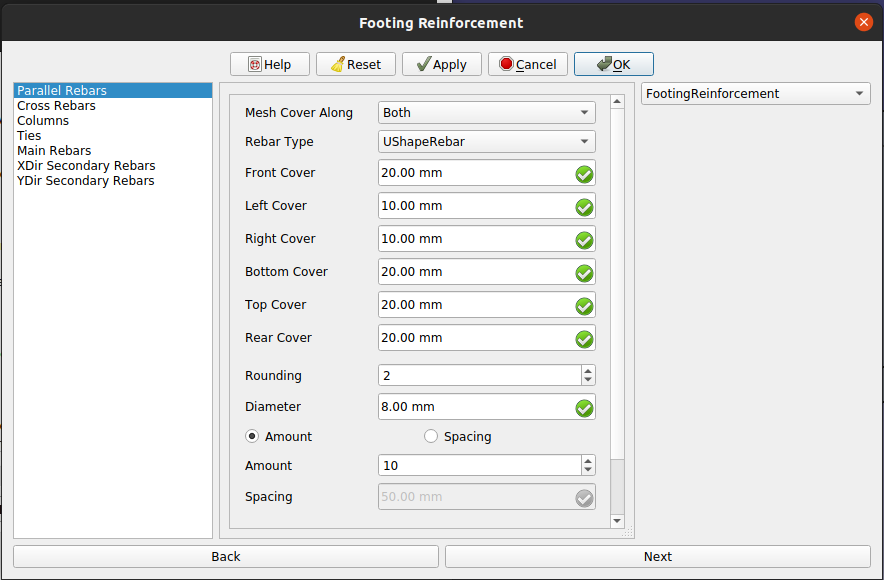 Footing Reinforcement
Help Reset Apply Cancel OK
Parallel Rebars
Cross Rebars
Columns
Ties
Main Rebars
XDir Secondary Rebars
YDir Secondary Rebars
Mesh Cover Along Both
Rebar Type UShapeRebar
Front Cover 20.00 mm
Left Cover 10.00 mm
Right Cover 10.00 mm
Bottom Cover 20.00 mm
Top Cover 20.00 mm
Rear Cover 20.00 mm
Rounding 2
Diameter 8.00 mm
Amount Spacing
Amount 10
Spacing 50.00 mm
FootingReinforcement
Back Next